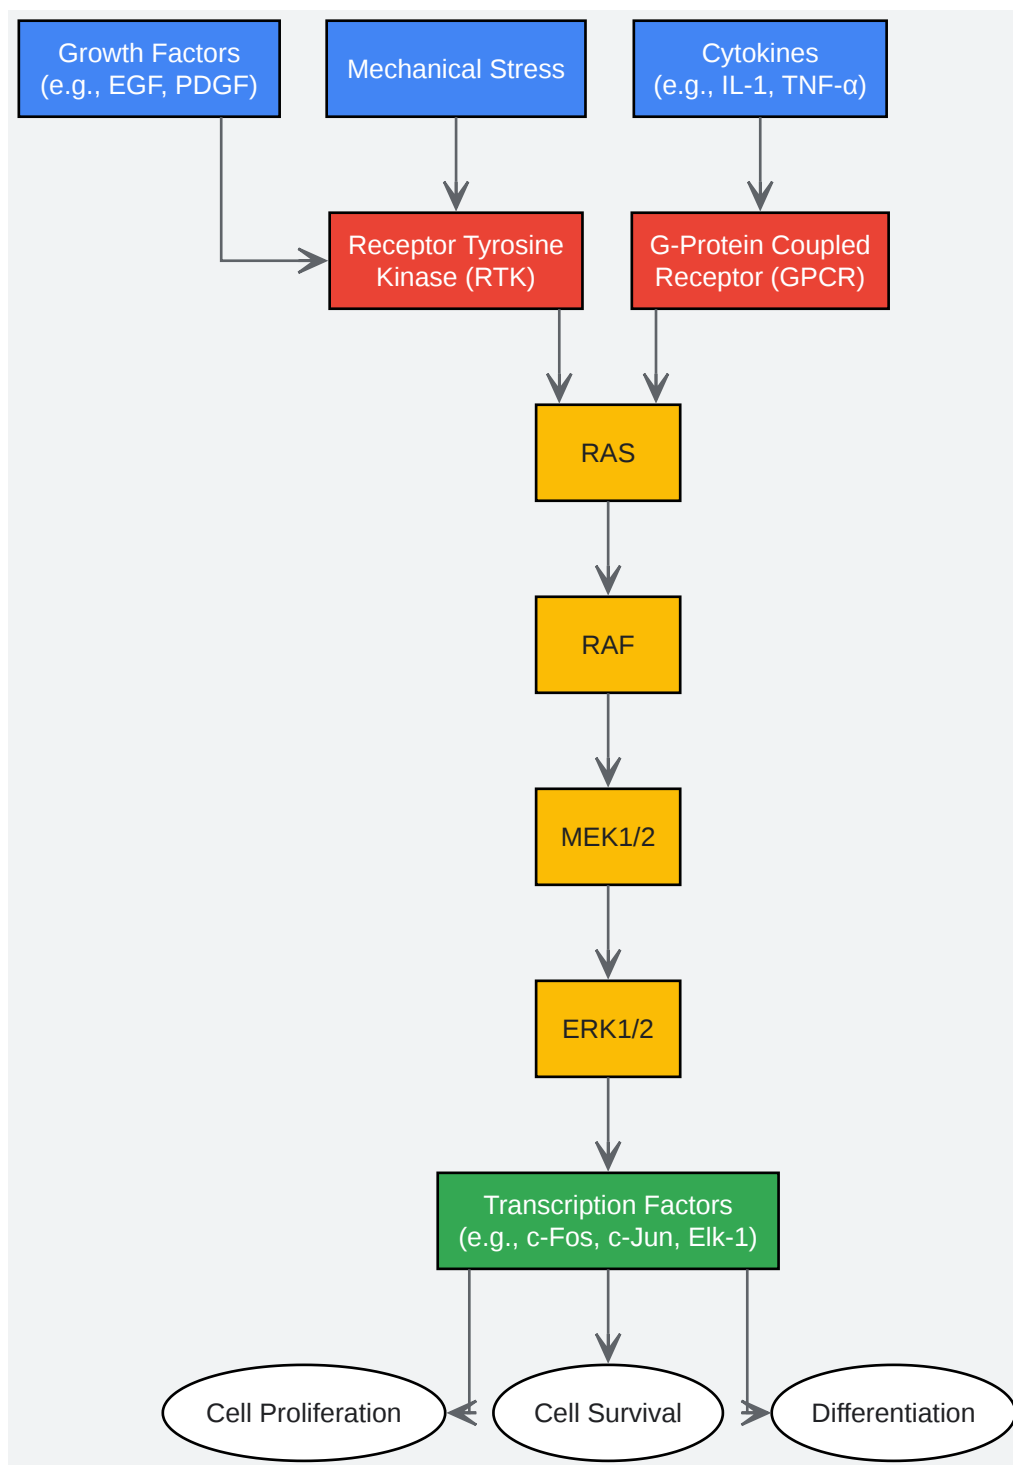 Growth Factors
(e.g., EGF, PDGF)
Mechanical Stress
Cytokines
(e.g., IL-1, TNF-α)
Receptor Tyrosine
Kinase (RTK)
G-Protein Coupled
Receptor (GPCR)
RAS
RAF
MEK1/2
ERK1/2
Transcription Factors
(e.g., c-Fos, c-Jun, Elk-1)
Cell Proliferation
Cell Survival
Differentiation